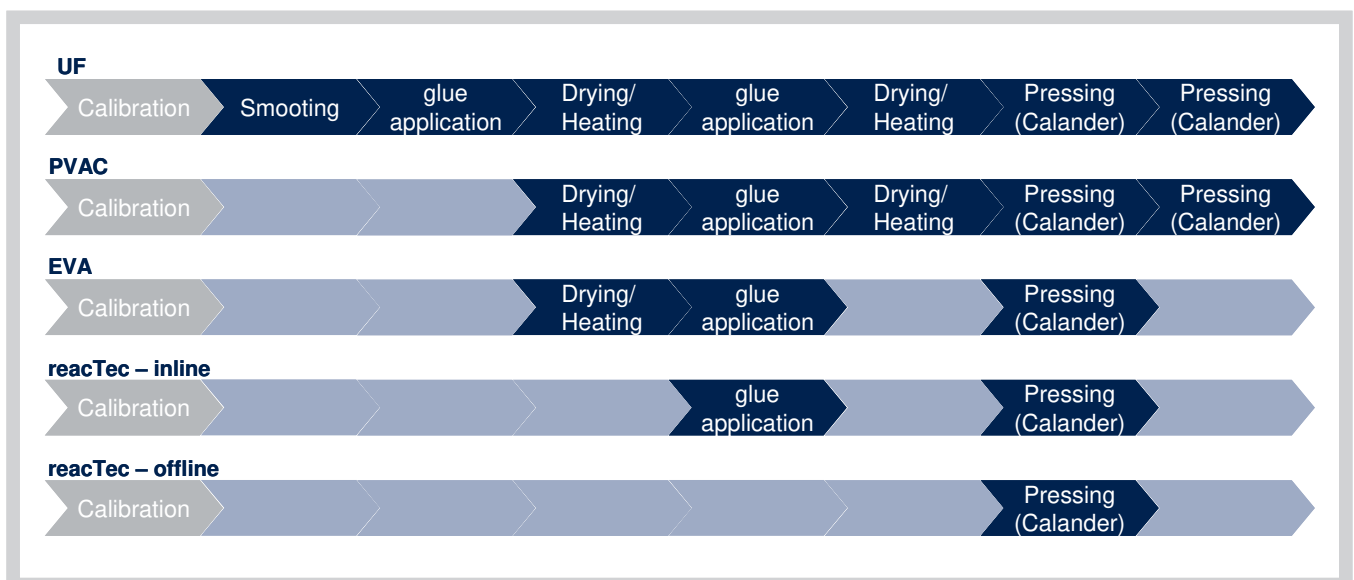 UF
Calibration
Smooting
glue
application
Drying/
Heating
glue
application
Drying/
Heating
Pressing
(Calander)
Pressing
(Calander)
PVAC
Calibration
Drying/
Heating
glue
application
Drying/
Heating
Pressing
(Calander)
Pressing
(Calander)
EVA
Calibration
Drying/
Heating
glue
application
Pressing
(Calander)
reacTec – inline
Calibration
glue
application
Pressing
(Calander)
reacTec – offline
Calibration
Pressing
(Calander)